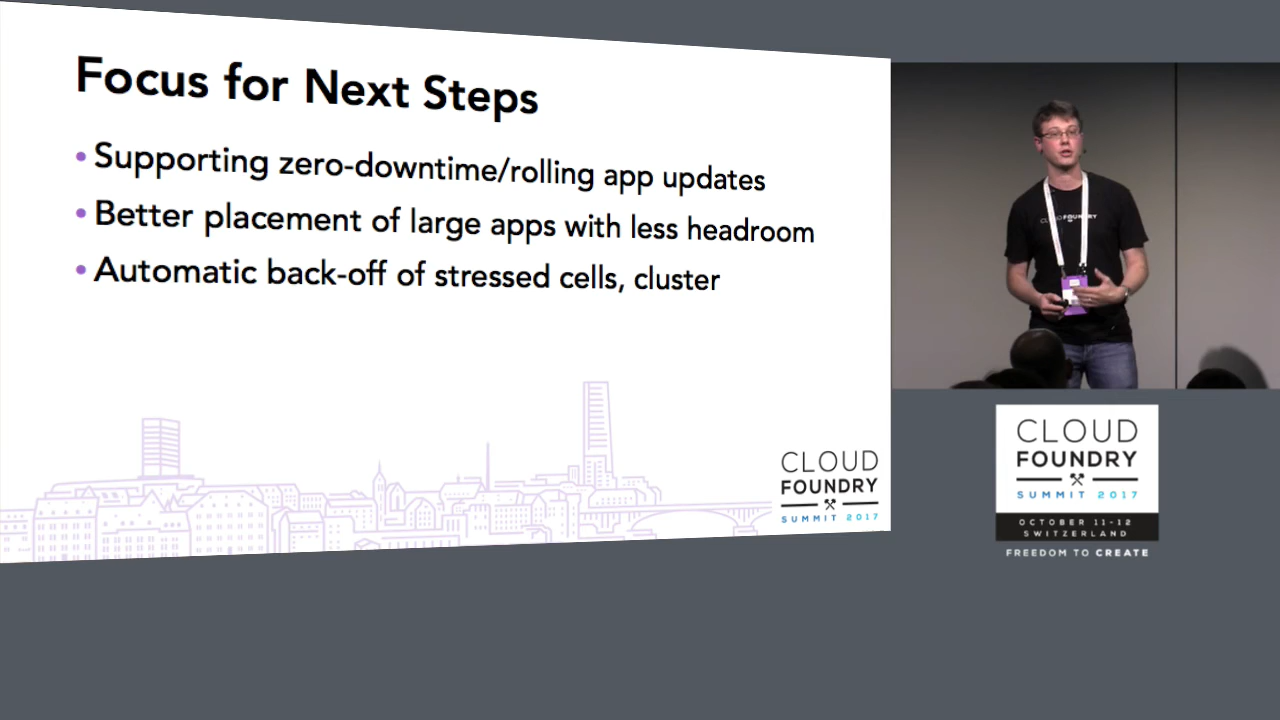 Focus for Next Steps
• Supporting zero-downtime/rolling app updates
• Better placement of large apps with less headroom
• Automatic back-off of stressed cells, cluster
CLOUD
FOUNDRY
SUMMIT 2017
CLOUD FOUNDRY
CLOUD
FOUNDRY
SUMMIT 2017
OCTOBER 11-12
SWITZERLAND
FREEDOM TO CREATE